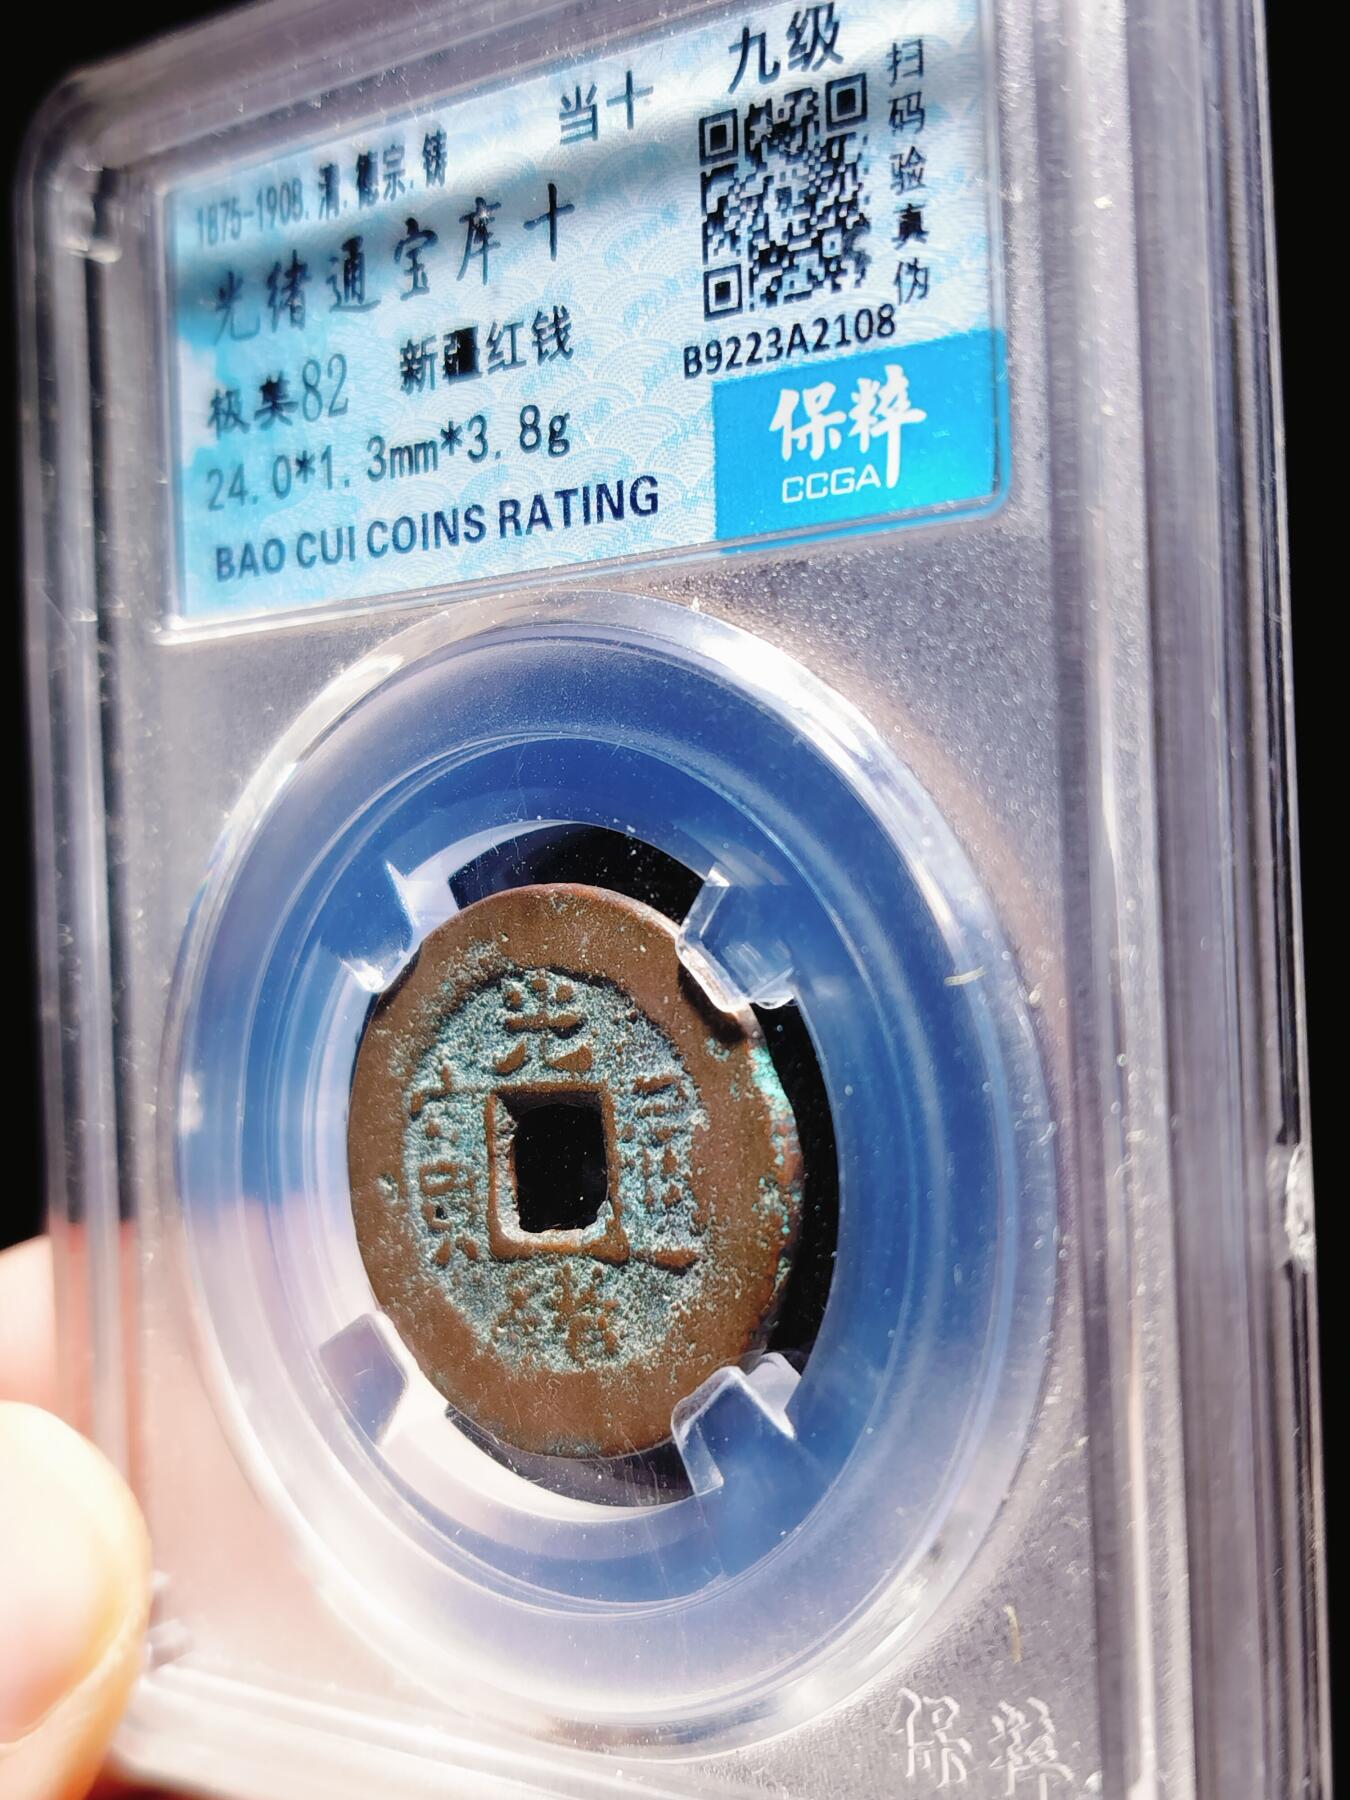 1875-1908.清.德宗.铸
当十
九级
光绪通宝库十
极美82
新疆红钱
24.0*1.3mm*3.8g
BAO CUI COINS RATING
扫码验真伪
B9223A2108
保粹
CCGA
光
通
寳
緒
保粹